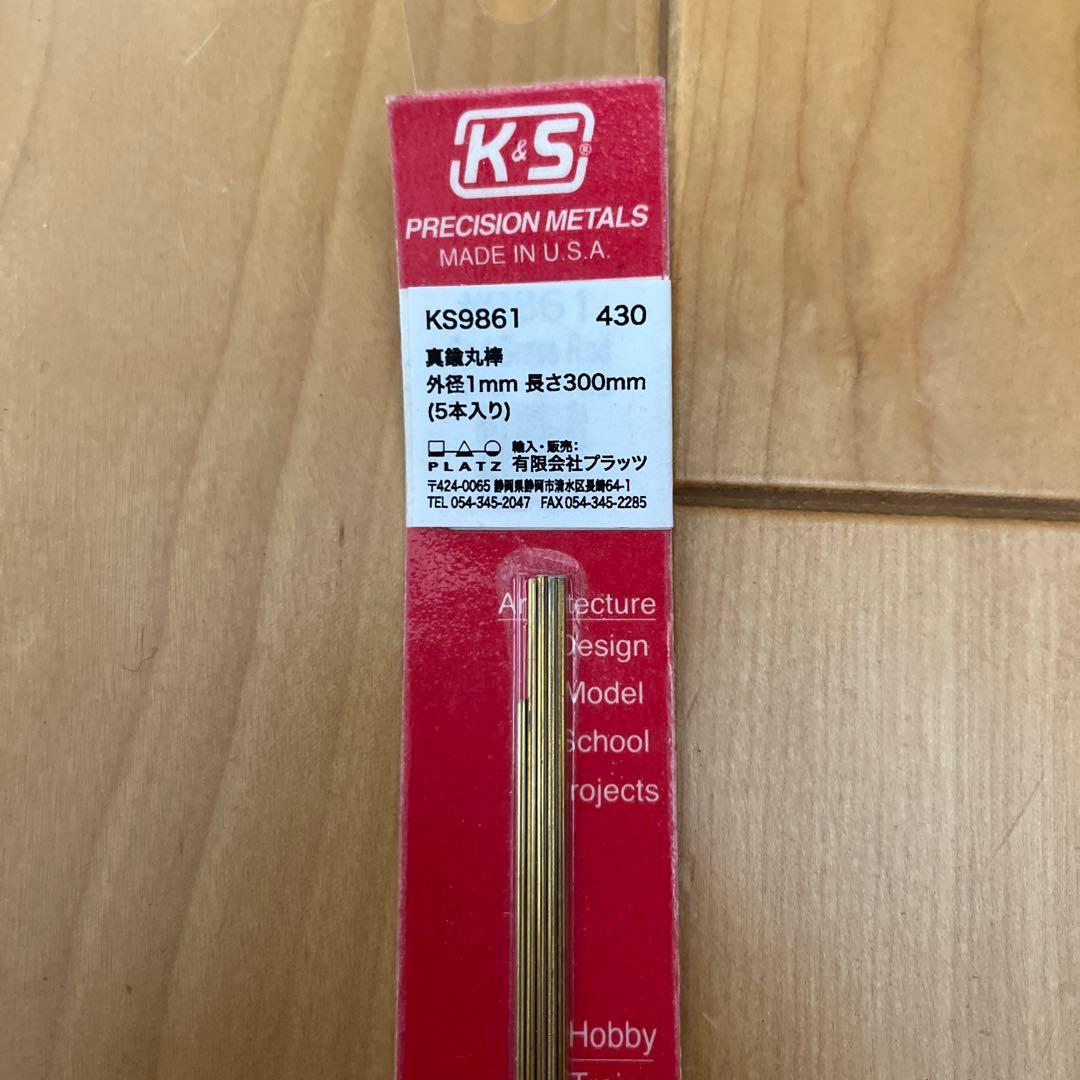 K&S®
PRECISION METALS
MADE IN U.S.A.
KS9861 430
真鍮丸棒
外径1mm 長さ300mm
(5本入り)
PLATZ 輸入・販売:
有限会社プラッツ
〒424-0065 静岡県静岡市清水区長崎64-1
TEL 054-345-2047 FAX 054-345-2285
Design
Model
School
Hobby